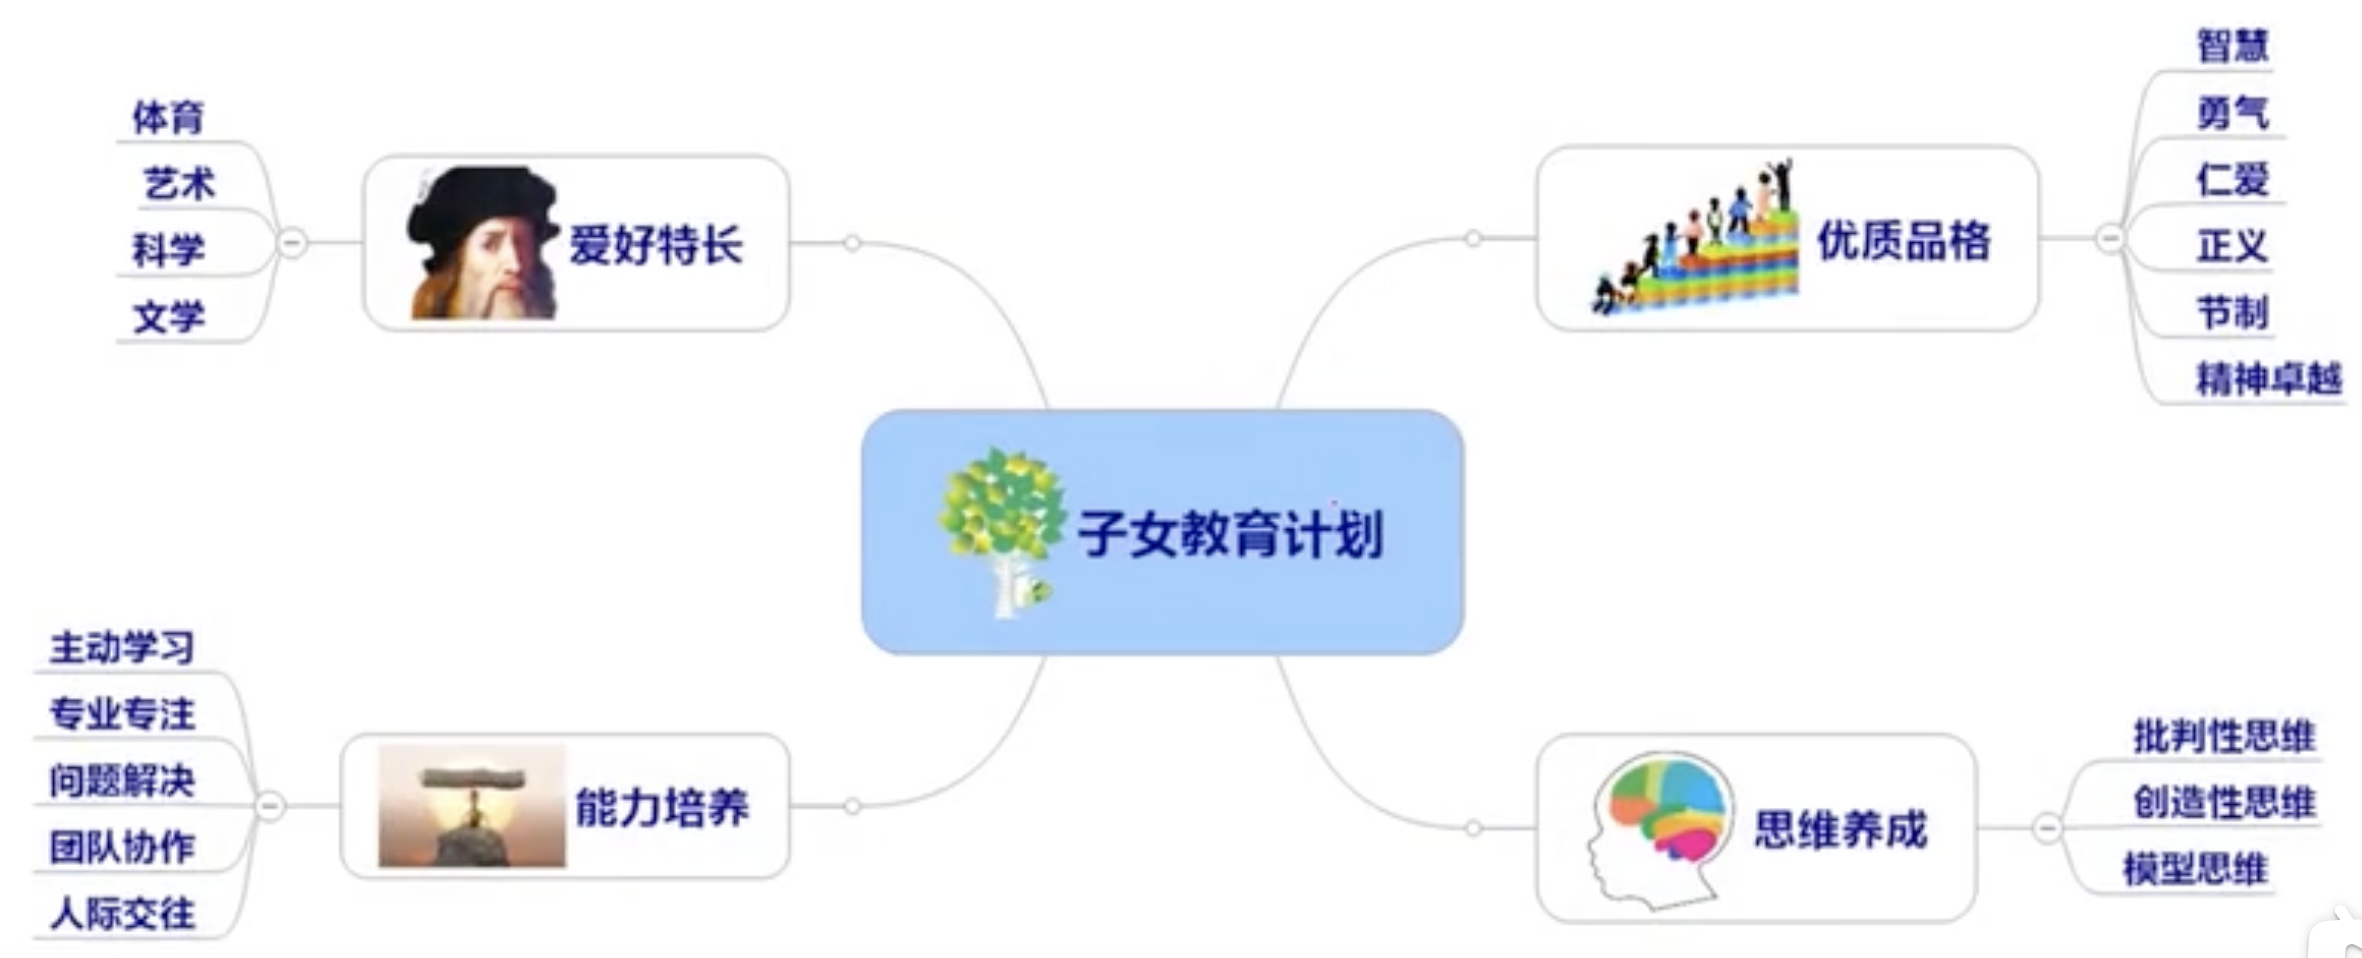 子女教育计划
优质品格
智慧
勇气
仁爱
正义
节制
精神卓越
思维养成
批判性思维
创造性思维
模型思维
爱好特长
体育
艺术
科学
文学
能力培养
主动学习
专业专注
问题解决
团队协作
人际交往